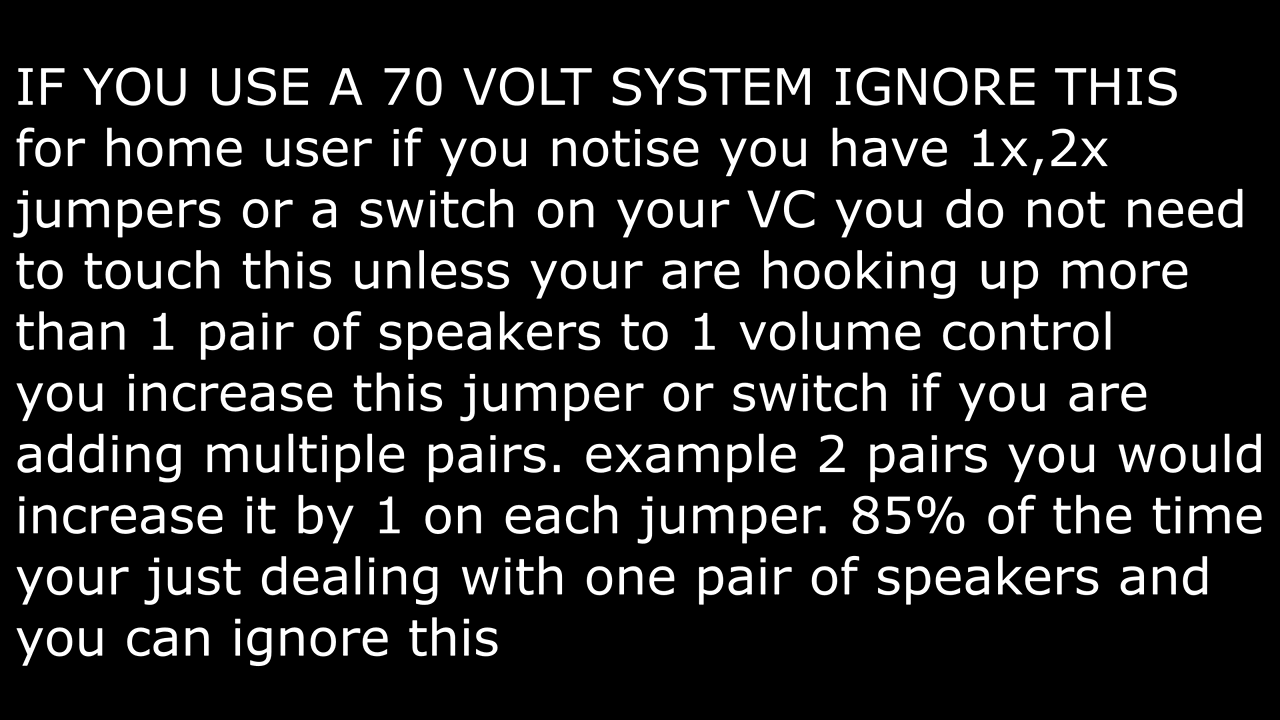 IF YOU USE A 70 VOLT SYSTEM IGNORE THIS
for home user if you notise you have 1x,2x
jumpers or a switch on your VC you do not need
to touch this unless your are hooking up more
than 1 pair of speakers to 1 volume control
you increase this jumper or switch if you are
adding multiple pairs. example 2 pairs you would
increase it by 1 on each jumper. 85% of the time
your just dealing with one pair of speakers and
you can ignore this